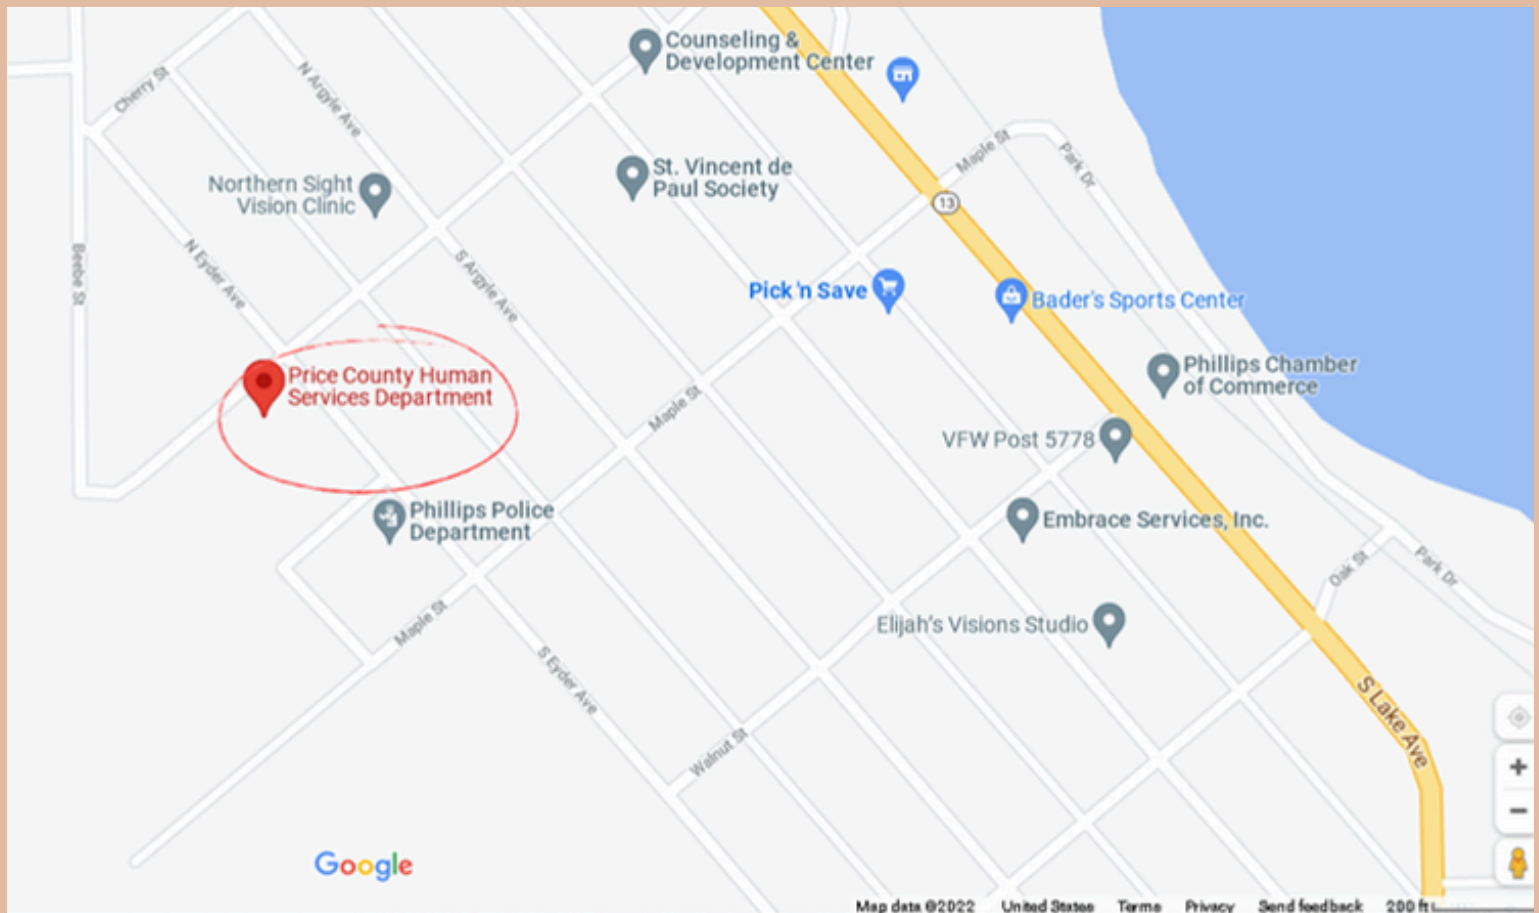 Counseling &
Development Center
Cherry St
N Argyle Ave
Maple St
Park Dr
St. Vincent de
Paul Society
Northern Sight
Vision Clinic
13
Beebe St
N Eyder Ave
S Argyle Ave
Pick 'n Save
Bader's Sports Center
Price County Human
Services Department
Phillips Chamber
of Commerce
Maple St
VFW Post 5778
Phillips Police
Department
Embrace Services, Inc.
Oak St
Park Dr
Maple St
Elijah's Visions Studio
S Eyder Ave
S Lake Ave
Walnut St
Google
Map data ©2022 United States Terms Privacy Send feedback 200 ft